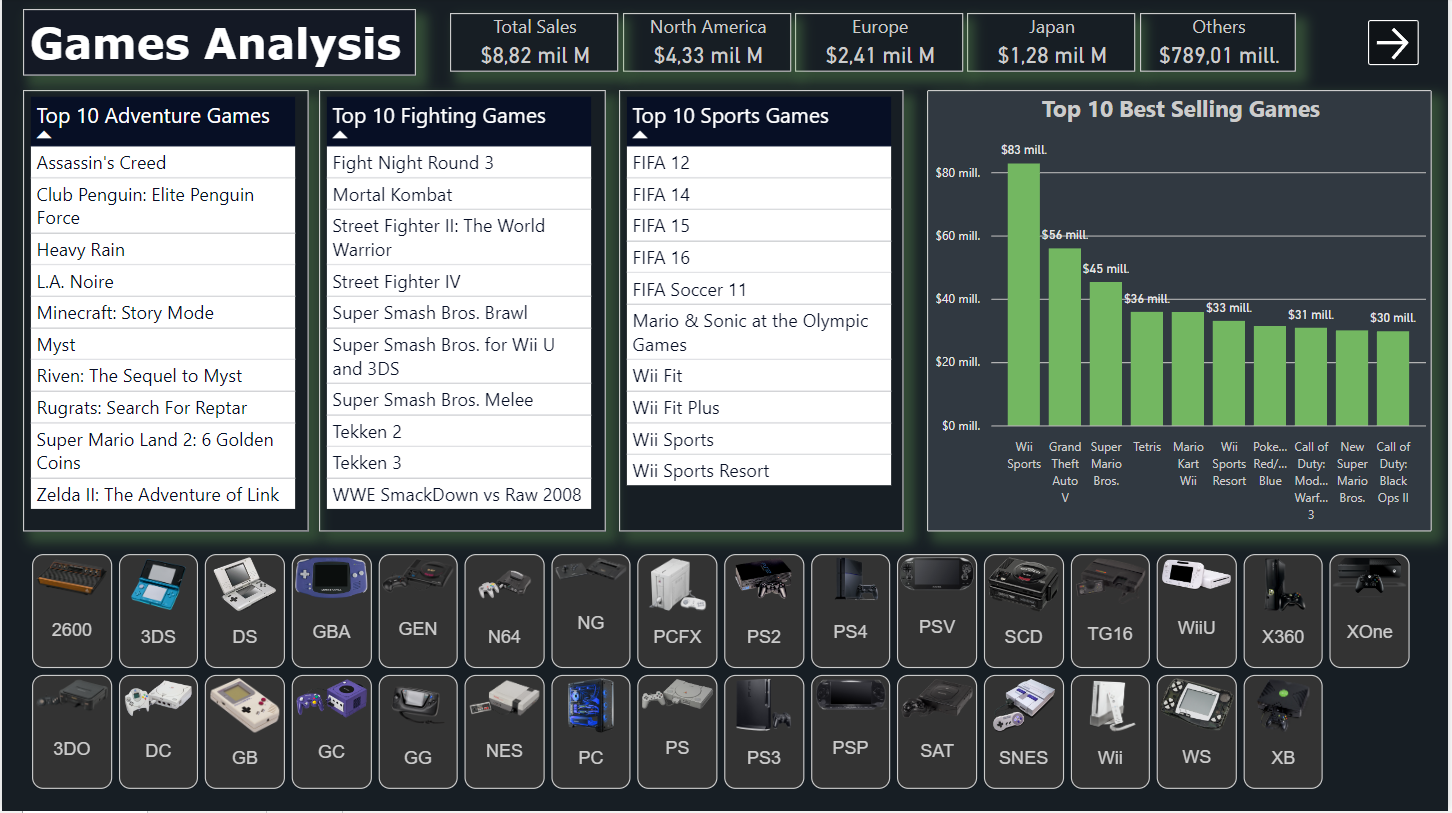 Games Analysis
Total Sales
$8,82 mil M
North America
$4,33 mil M
Europe
$2,41 mil M
Japan
$1,28 mil M
Others
$789,01 mill.
Top 10 Adventure Games
Assassin's Creed
Club Penguin: Elite Penguin
Force
Heavy Rain
L.A. Noire
Minecraft: Story Mode
Myst
Riven: The Sequel to Myst
Rugrats: Search For Reptar
Super Mario Land 2: 6 Golden
Coins
Zelda II: The Adventure of Link
Top 10 Fighting Games
Fight Night Round 3
Mortal Kombat
Street Fighter II: The World
Warrior
Street Fighter IV
Super Smash Bros. Brawl
Super Smash Bros. for Wii U
and 3DS
Super Smash Bros. Melee
Tekken 2
Tekken 3
WWE SmackDown vs Raw 2008
Top 10 Sports Games
FIFA 12
FIFA 14
FIFA 15
FIFA 16
FIFA Soccer 11
Mario & Sonic at the Olympic
Games
Wii Fit
Wii Fit Plus
Wii Sports
Wii Sports Resort
Top 10 Best Selling Games
$80 mill.
$60 mill.
$40 mill.
$20 mill.
$0 mill.
$83 mill.
$56 mill.
$45 mill.
$36 mill.
$33 mill.
$31 mill.
$30 mill.
Wii
Sports
Grand
Theft
Auto
V
Super
Mario
Bros.
Tetris
Mario
Kart
Wii
Wii
Sports
Resort
Poke...
Red/...
Blue
Call of
Duty:
Mod...
Warf...
3
New
Super
Mario
Bros.
Call of
Duty:
Black
Ops II
2600
3DS
DS
GBA
GEN
N64
NG
PCFX
PS2
PS4
PSV
SCD
TG16
WiiU
X360
XOne
3DO
DC
GB
GC
GG
NES
PC
PS
PS3
PSP
SAT
SNES
Wii
WS
XB